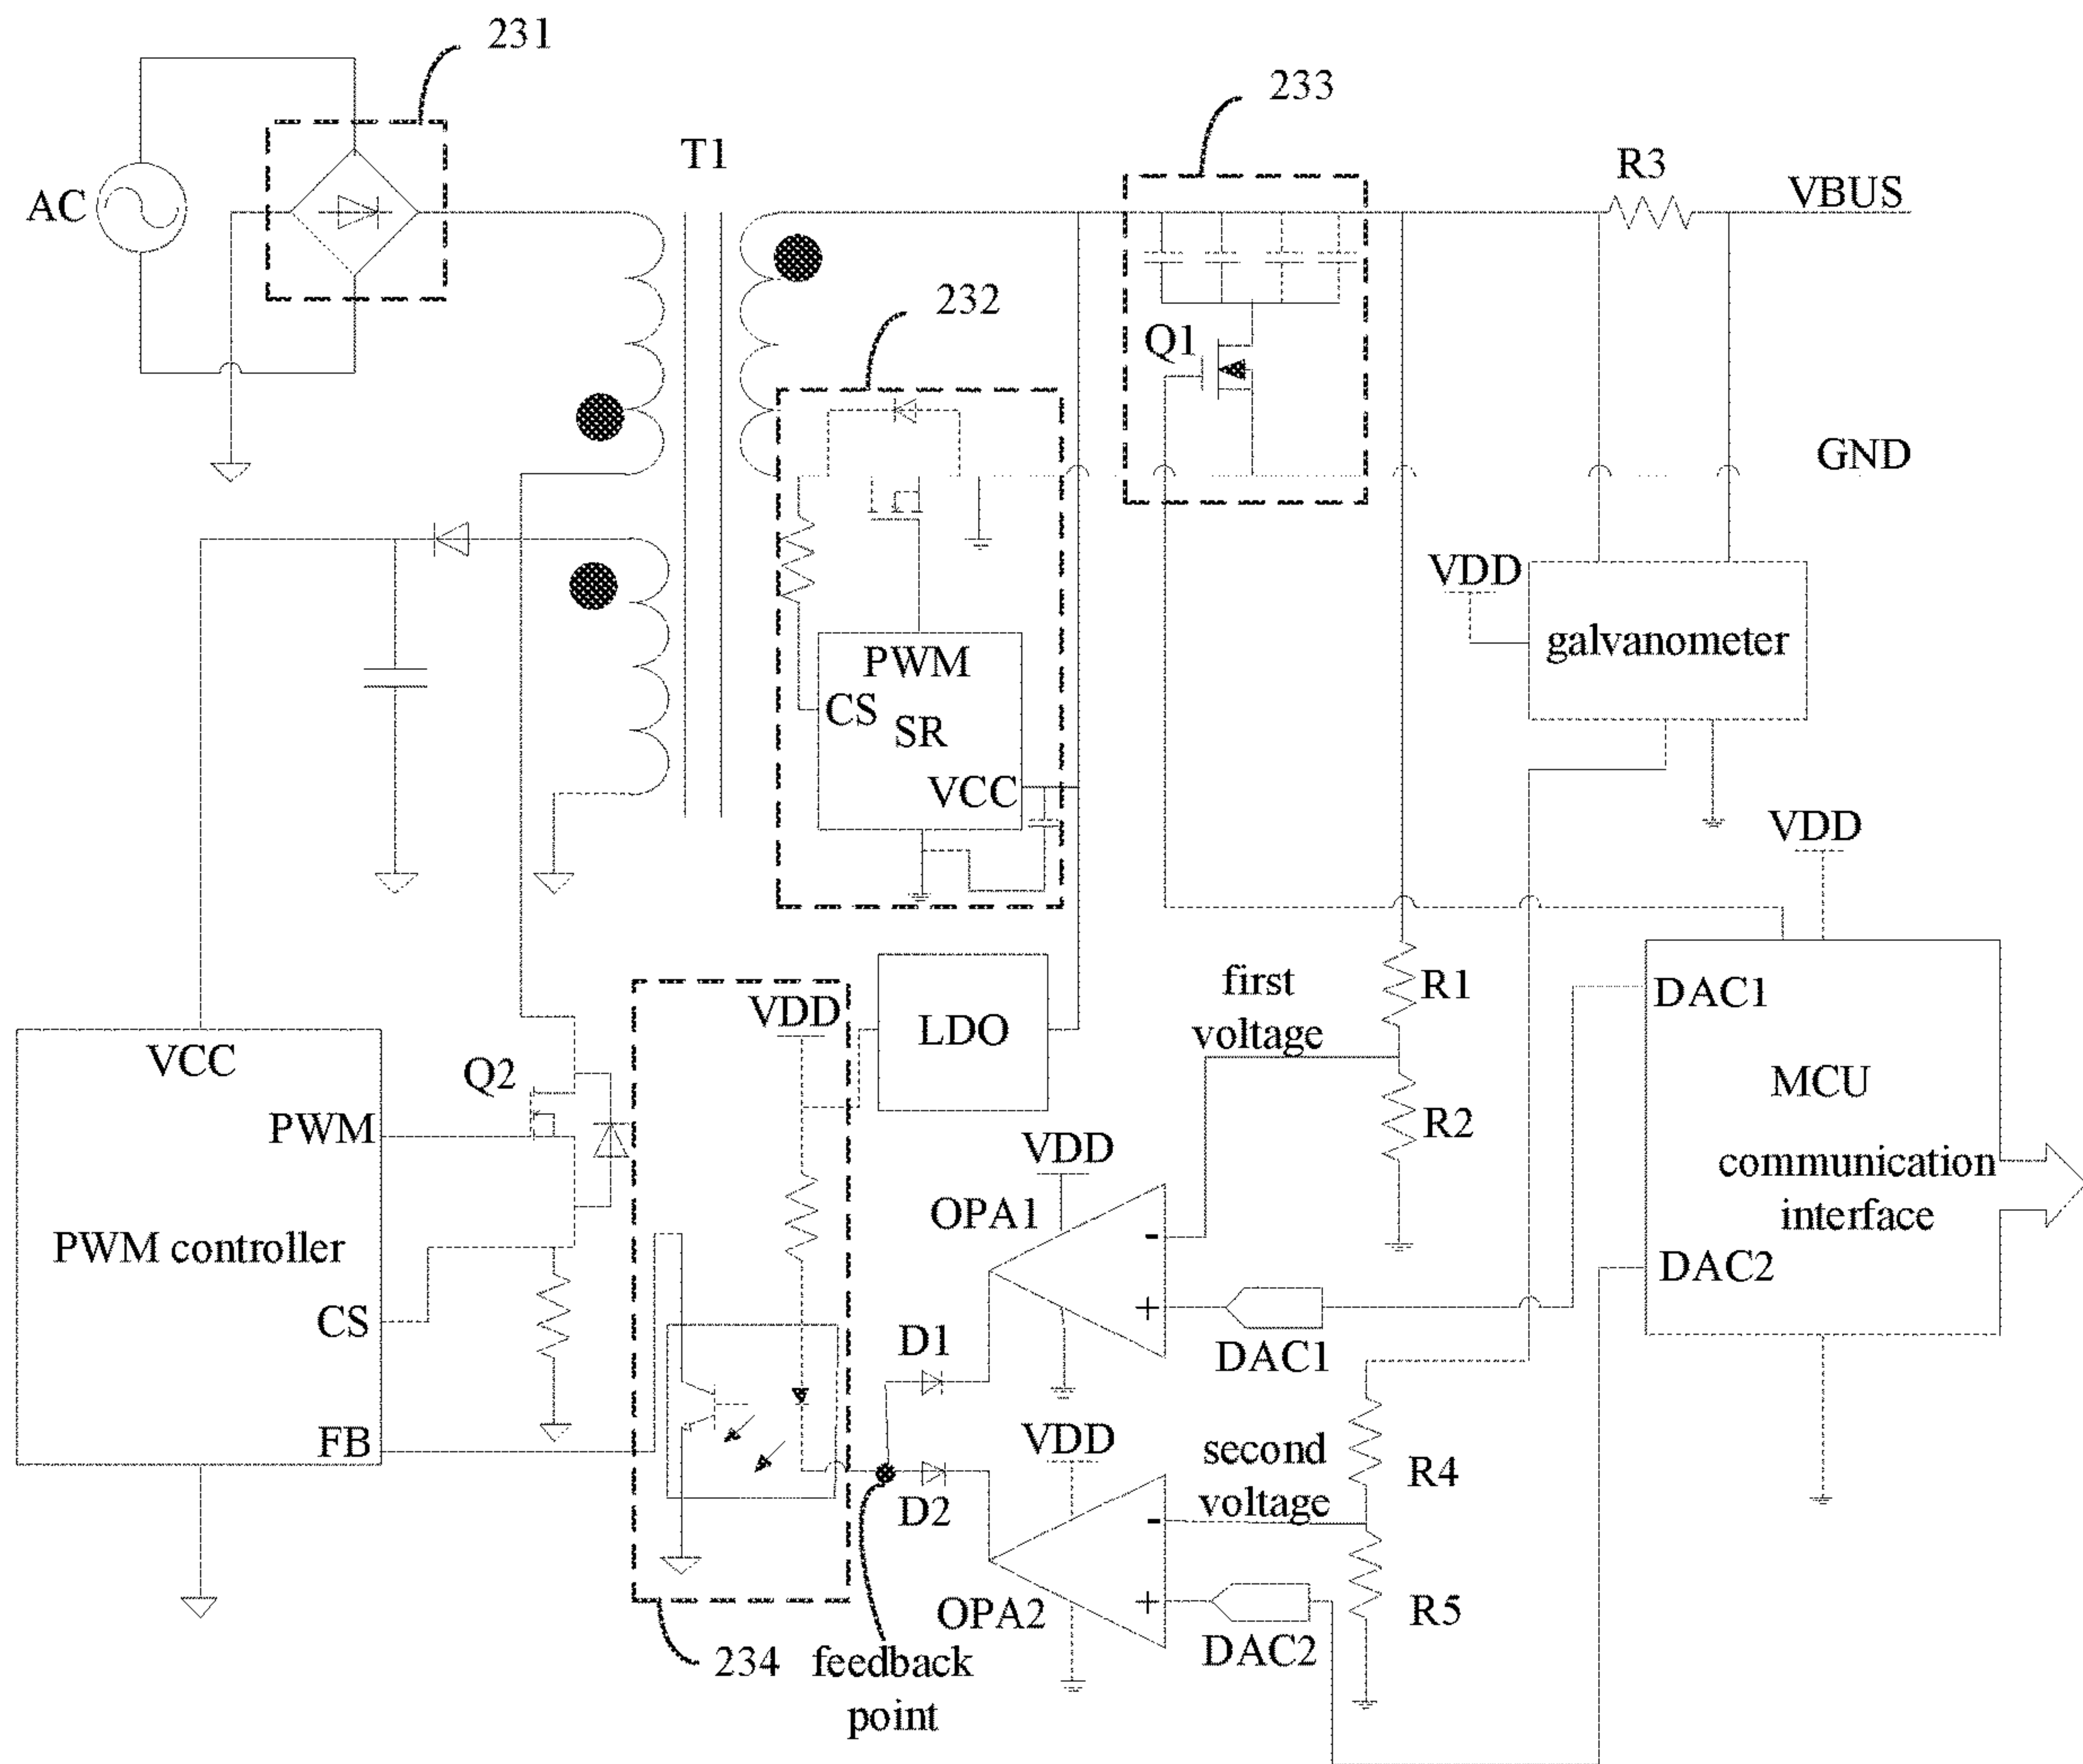 231
233
T1
R3
AC
VBUS
232
Q1
GND
VDD
galvanometer
PWM
CS
SR
VCC
VDD
first
voltage
R1
DAC1
VDD
LDO
VCC
Q2
MCU
PWM
R2
VDD
communication
interface
OPA1
-
PWM controller
DAC2
CS
+
D1
DAC1
FB
VDD
second
voltage
R4
D2
-
OPA2
+
R5
DAC2
234
feedback
point